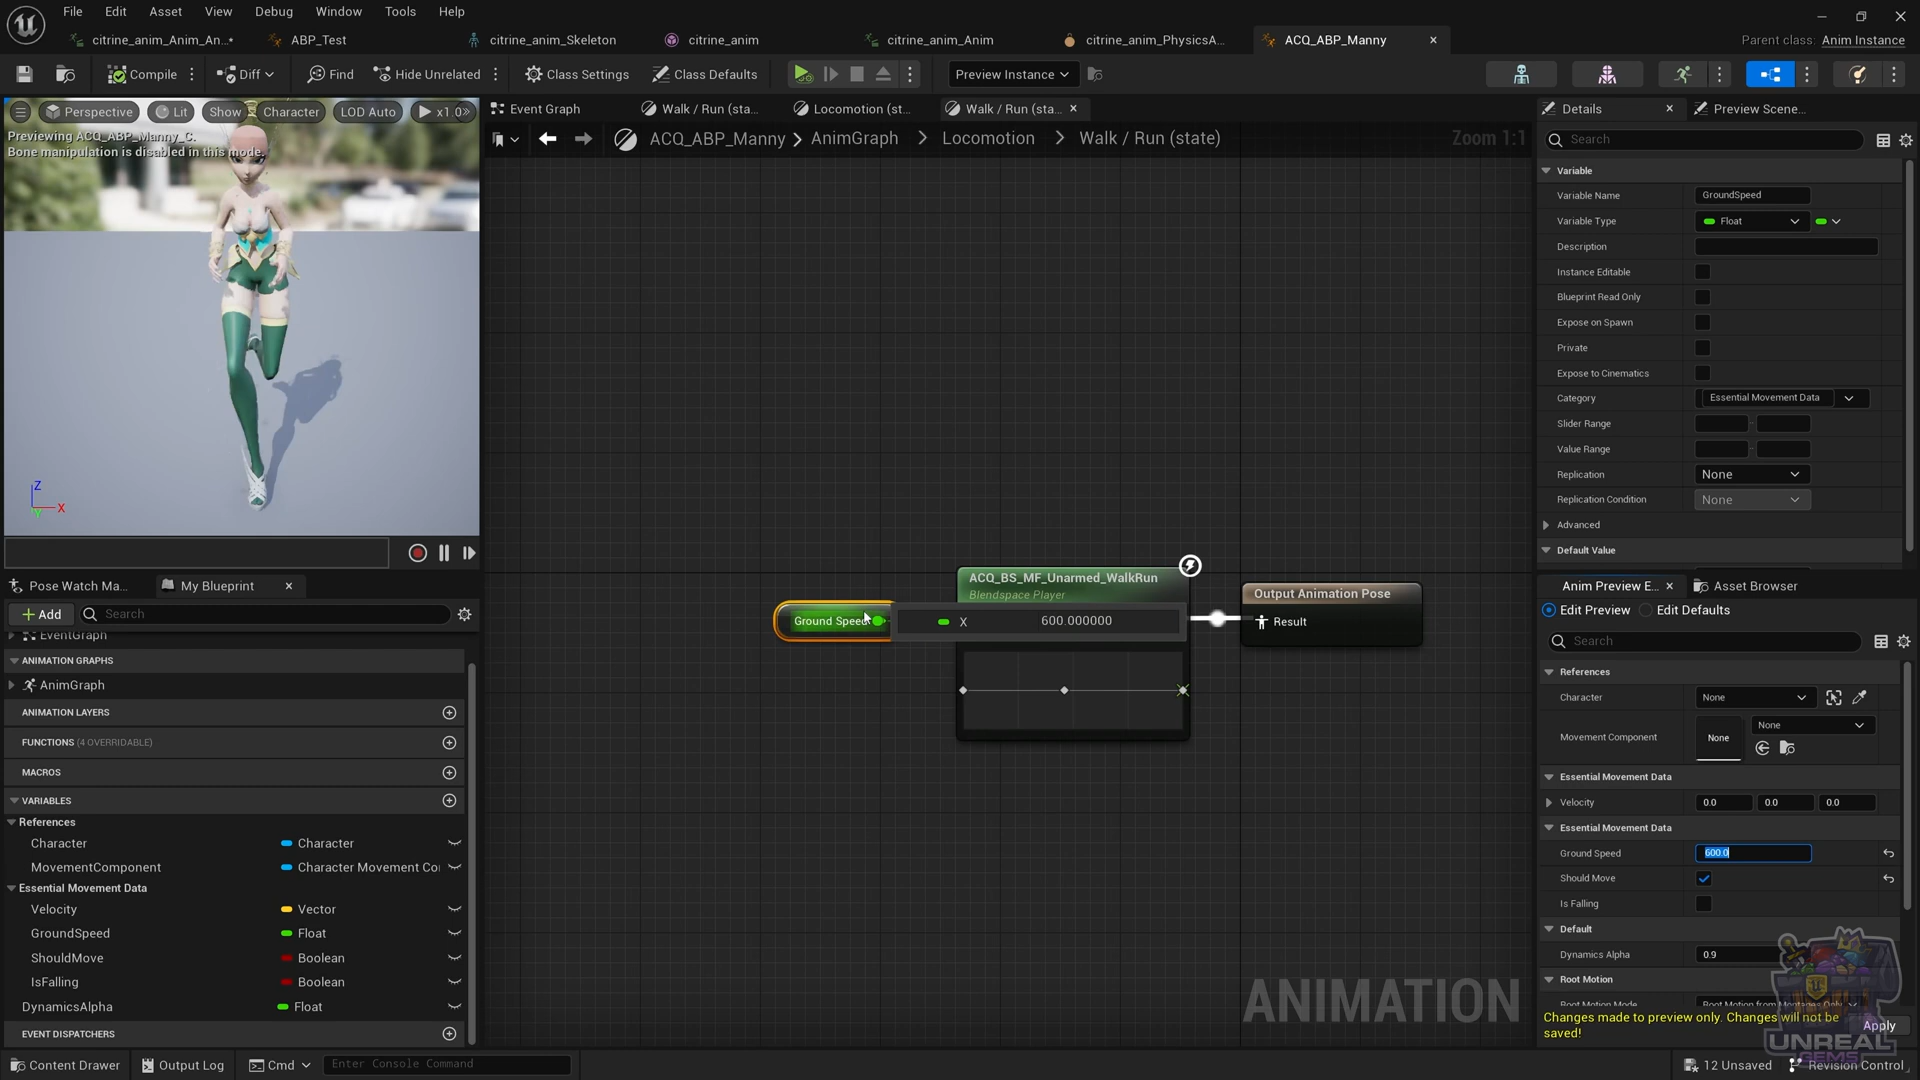 File Edit Asset View Debug Window Tools Help
citrine_anim_Anim_An...*
ABP_Test
citrine_anim_Skeleton
citrine_anim
citrine_anim_Anim
citrine_anim_PhysicsA...
ACQ_ABP_Manny
Parent class: Anim Instance
Compile
Diff
Find
Hide Unrelated
Class Settings
Class Defaults
Preview Instance
Perspective
Lit
Show
Character
LOD Auto
x1.0
Previewing ACQ_ABP_Manny_C.
Bone manipulation is disabled in this mode.
Z
X
Y
Event Graph
Walk / Run (sta...
Locomotion (st...
Walk / Run (sta...
ACQ_ABP_Manny > AnimGraph > Locomotion > Walk / Run (state)
Zoom 1:1
ACQ_BS_MF_Unarmed_WalkRun
Blendspace Player
Ground Speed
X 600.000000
Output Animation Pose
Result
ANIMATION
Pose Watch Ma...
My Blueprint
Add
Search
EventGraph
ANIMATION GRAPHS
AnimGraph
ANIMATION LAYERS
FUNCTIONS (4 OVERRIDABLE)
MACROS
VARIABLES
References
Character Character
MovementComponent Character Movement Co
Essential Movement Data
Velocity Vector
GroundSpeed Float
ShouldMove Boolean
IsFalling Boolean
DynamicsAlpha Float
EVENT DISPATCHERS
Details
Preview Scene...
Search
Variable
Variable Name GroundSpeed
Variable Type Float
Description
Instance Editable
Blueprint Read Only
Expose on Spawn
Private
Expose to Cinematics
Category Essential Movement Data
Slider Range
Value Range
Replication None
Replication Condition None
Advanced
Default Value
Anim Preview E...
Asset Browser
Edit Preview
Edit Defaults
Search
References
Character None
Movement Component None None
Essential Movement Data
Velocity 0.0 0.0 0.0
Essential Movement Data
Ground Speed 600.0
Should Move
Is Falling
Default
Dynamics Alpha 0.9
Root Motion
Root Motion Mode Root Motion from Montages Only
Changes made to preview only. Changes will not be saved!
Apply
UNREAL
GEMS
Content Drawer
Output Log
Cmd
Enter Console Command
12 Unsaved
Revision Control